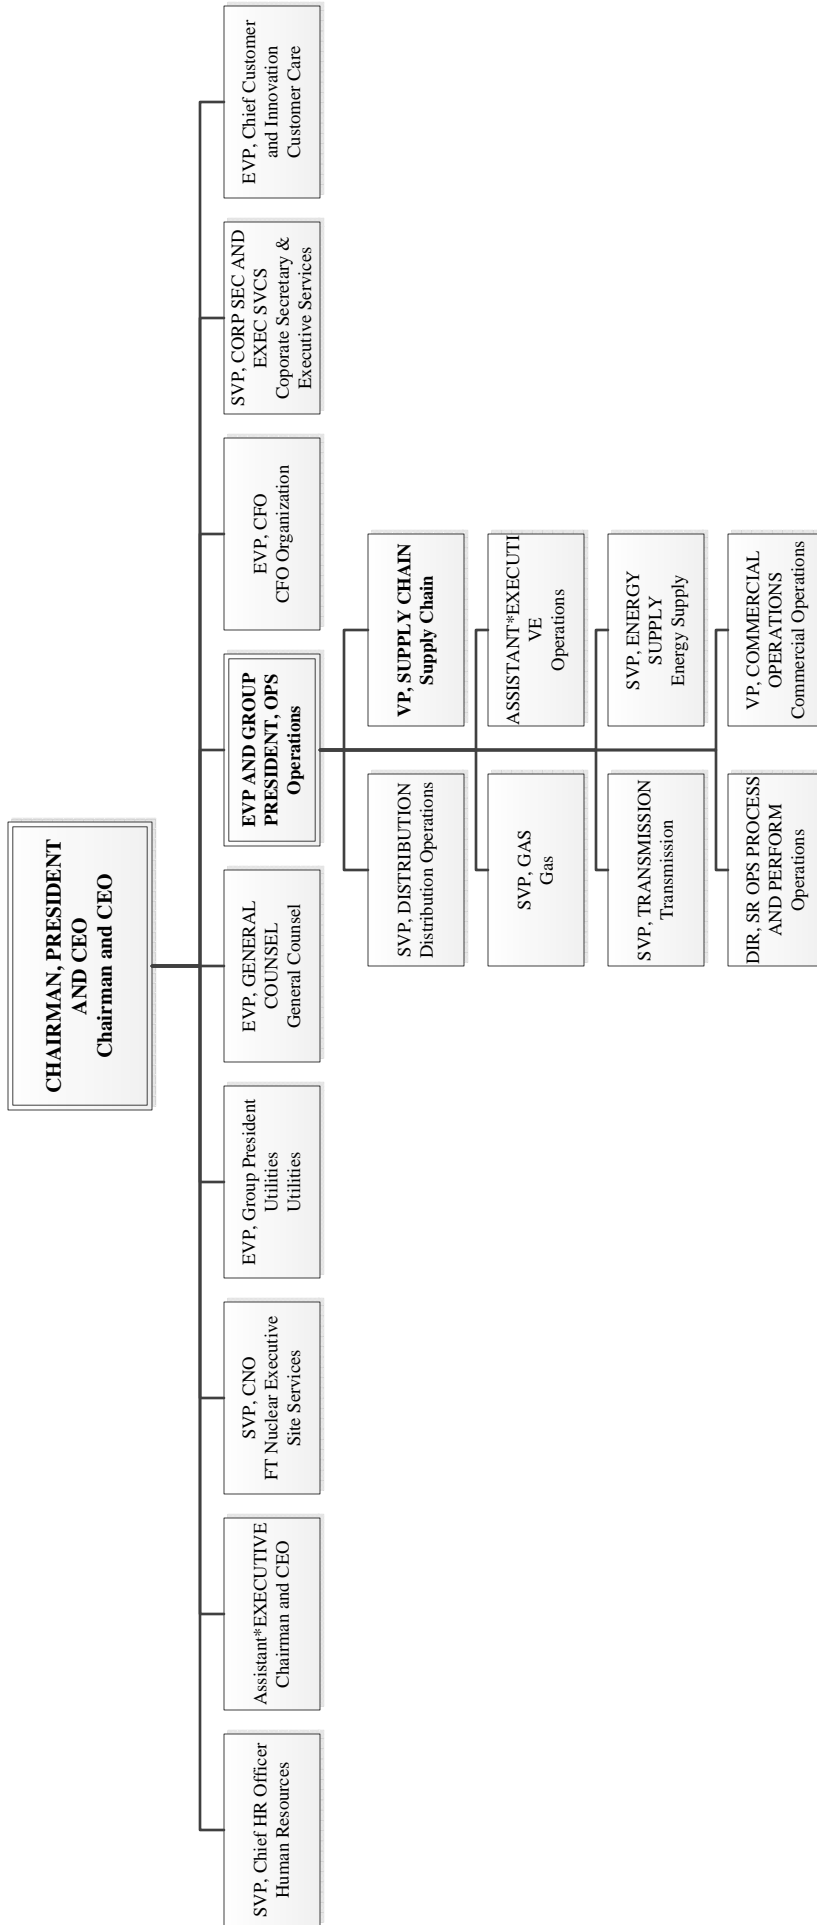 CHAIRMAN, PRESIDENT
AND CEO
Chairman and CEO
SVP, Chief HR Officer
Human Resources
Assistant*EXECUTIVE
Chairman and CEO
SVP, CNO
FT Nuclear Executive
Site Services
EVP, Group President
Utilities
Utilities
EVP, GENERAL
COUNSEL
General Counsel
EVP AND GROUP
PRESIDENT, OPS
Operations
EVP, CFO
CFO Organization
SVP, CORP SEC AND
EXEC SVCS
Coporate Secretary &
Executive Services
EVP, Chief Customer
and Innovation
Customer Care
SVP, DISTRIBUTION
Distribution Operations
VP, SUPPLY CHAIN
Supply Chain
SVP, GAS
Gas
ASSISTANT*EXECUTI
VE
Operations
SVP, TRANSMISSION
Transmission
SVP, ENERGY
SUPPLY
Energy Supply
DIR, SR OPS PROCESS
AND PERFORM
Operations
VP, COMMERCIAL
OPERATIONS
Commercial Operations